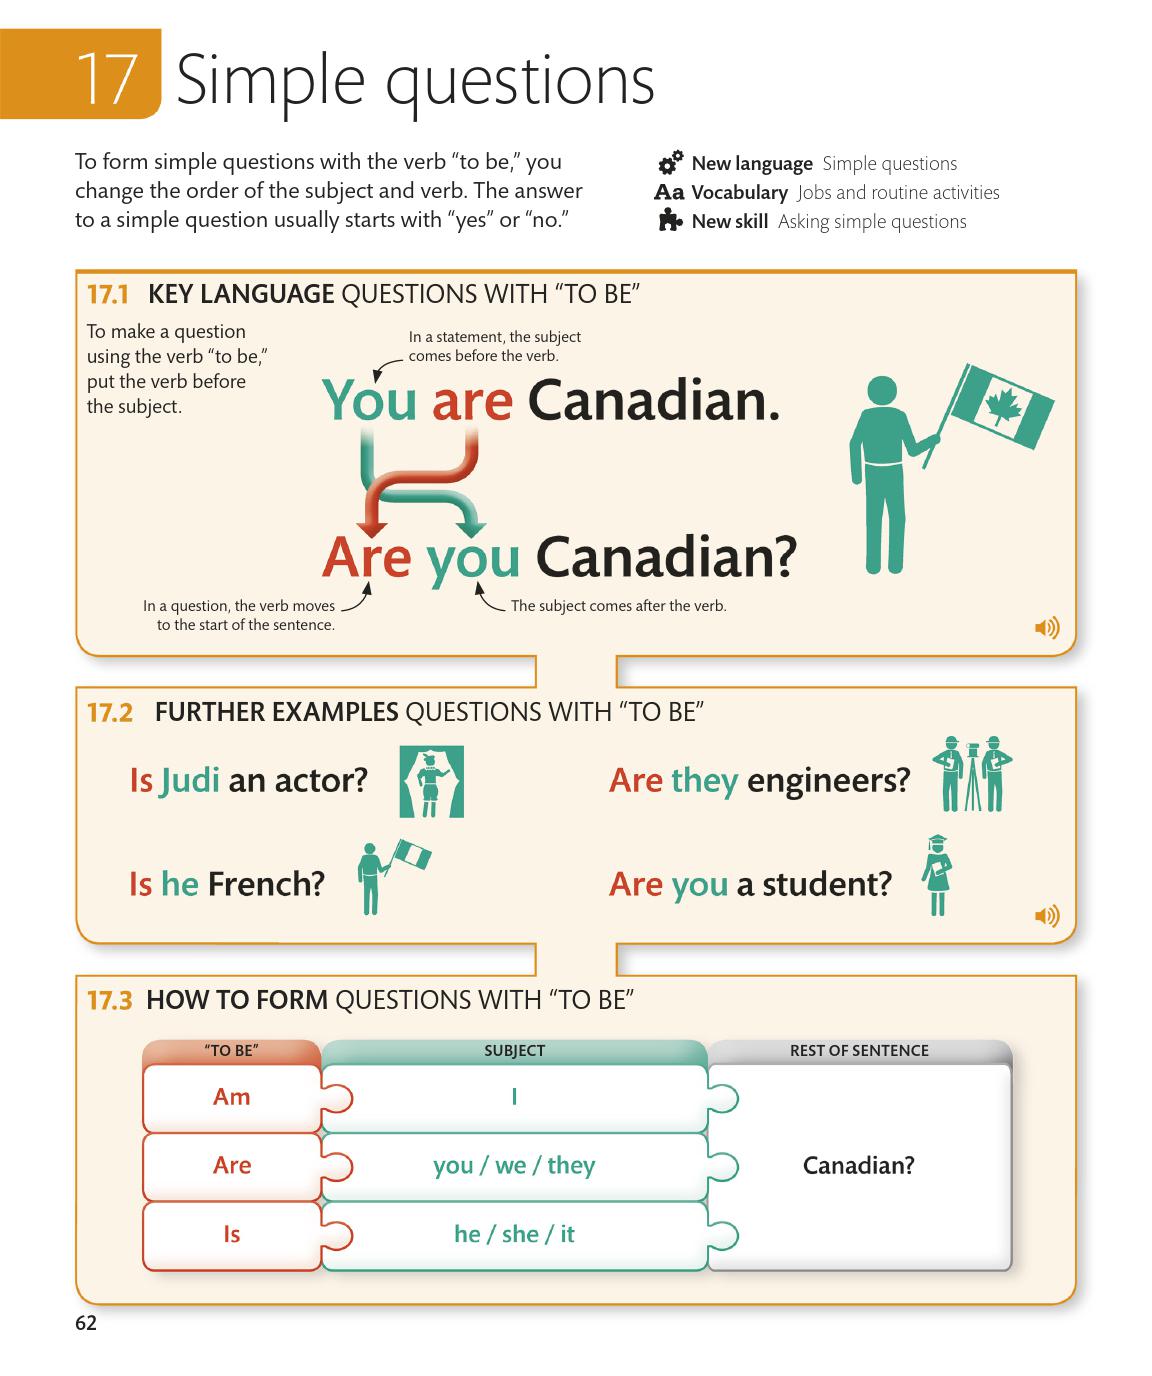 17 Simple questions
To form simple questions with the verb “to be,” you
change the order of the subject and verb. The answer
to a simple question usually starts with “yes” or “no.”
New language Simple questions
Aa Vocabulary Jobs and routine activities
New skill Asking simple questions
17.1 KEY LANGUAGE QUESTIONS WITH “TO BE”
To make a question
using the verb “to be,”
put the verb before
the subject.
In a statement, the subject
comes before the verb.
You are Canadian.
Are you Canadian?
In a question, the verb moves
to the start of the sentence.
The subject comes after the verb.
17.2 FURTHER EXAMPLES QUESTIONS WITH “TO BE”
Is Judi an actor?
Are they engineers?
Is he French?
Are you a student?
17.3 HOW TO FORM QUESTIONS WITH “TO BE”
“TO BE” SUBJECT REST OF SENTENCE
Am I
Are you / we / they Canadian?
Is he / she / it
62